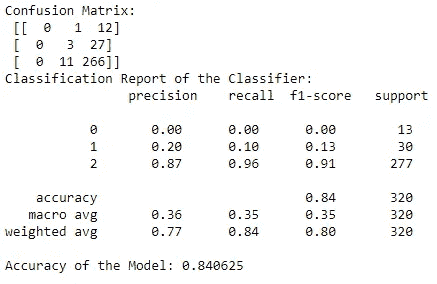 Confusion Matrix:
[[ 0 1 12]
[ 0 3 27]
[ 0 11 266]]
Classification Report of the Classifier:
precision recall f1-score support
0 0.00 0.00 0.00 13
1 0.20 0.10 0.13 30
2 0.87 0.96 0.91 277
accuracy 0.84 320
macro avg 0.36 0.35 0.35 320
weighted avg 0.77 0.84 0.80 320
Accuracy of the Model: 0.840625